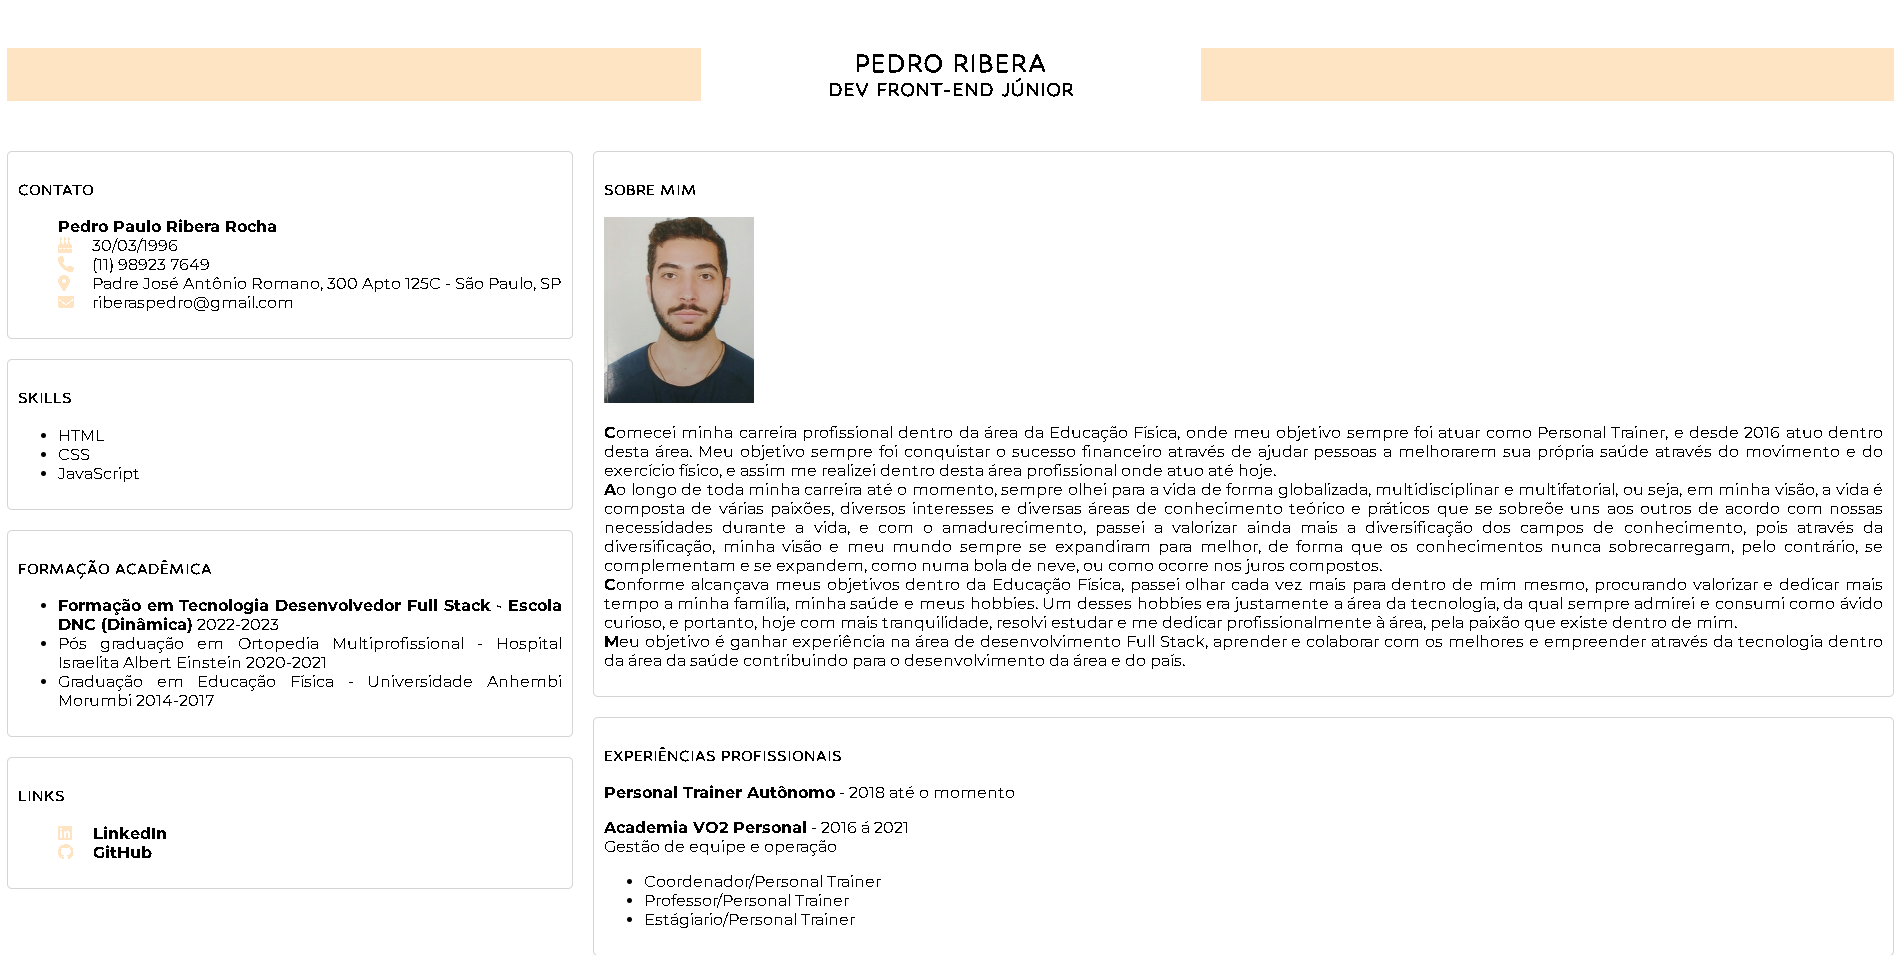 PEDRO RIBERA
DEV FRONT-END JÚNIOR
CONTATO
Pedro Paulo Ribera Rocha
30/03/1996
(11) 98923 7649
Padre José Antônio Romano, 300 Apto 125C - São Paulo, SP
riberaspedro@gmail.com
SKILLS
HTML
CSS
JavaScript
FORMAÇÃO ACADÊMICA
Formação em Tecnologia Desenvolvedor Full Stack - Escola
DNC (Dinâmica) 2022-2023
Pós graduação em Ortopedia Multiprofissional - Hospital
Israelita Albert Einstein 2020-2021
Graduação em Educação Física - Universidade Anhembi
Morumbi 2014-2017
LINKS
LinkedIn
GitHub
SOBRE MIM
Comecei minha carreira profissional dentro da área da Educação Física, onde meu objetivo sempre foi atuar como Personal Trainer, e desde 2016 atuo dentro
desta área. Meu objetivo sempre foi conquistar o sucesso financeiro através de ajudar pessoas a melhorarem sua própria saúde através do movimento e do
exercício físico, e assim me realizei dentro desta área profissional onde atuo até hoje.
Ao longo de toda minha carreira até o momento, sempre olhei para a vida de forma globalizada, multidisciplinar e multifatorial, ou seja, em minha visão, a vida é
composta de várias paixões, diversos interesses e diversas áreas de conhecimento teórico e práticos que se sobreõe uns aos outros de acordo com nossas
necessidades durante a vida, e com o amadurecimento, passei a valorizar ainda mais a diversificação dos campos de conhecimento, pois através da
diversificação, minha visão e meu mundo sempre se expandiram para melhor, de forma que os conhecimentos nunca sobrecarregam, pelo contrário, se
complementam e se expandem, como numa bola de neve, ou como ocorre nos juros compostos.
Conforme alcançava meus objetivos dentro da Educação Física, passei olhar cada vez mais para dentro de mim mesmo, procurando valorizar e dedicar mais
tempo a minha família, minha saúde e meus hobbies. Um desses hobbies era justamente a área da tecnologia, da qual sempre admirei e consumi como ávido
curioso, e portanto, hoje com mais tranquilidade, resolvi estudar e me dedicar profissionalmente à área, pela paixão que existe dentro de mim.
Meu objetivo é ganhar experiência na área de desenvolvimento Full Stack, aprender e colaborar com os melhores e empreender através da tecnologia dentro
da área da saúde contribuindo para o desenvolvimento da área e do país.
EXPERIÊNCIAS PROFISSIONAIS
Personal Trainer Autônomo - 2018 até o momento
Academia VO2 Personal - 2016 á 2021
Gestão de equipe e operação
Coordenador/Personal Trainer
Professor/Personal Trainer
Estágiario/Personal Trainer